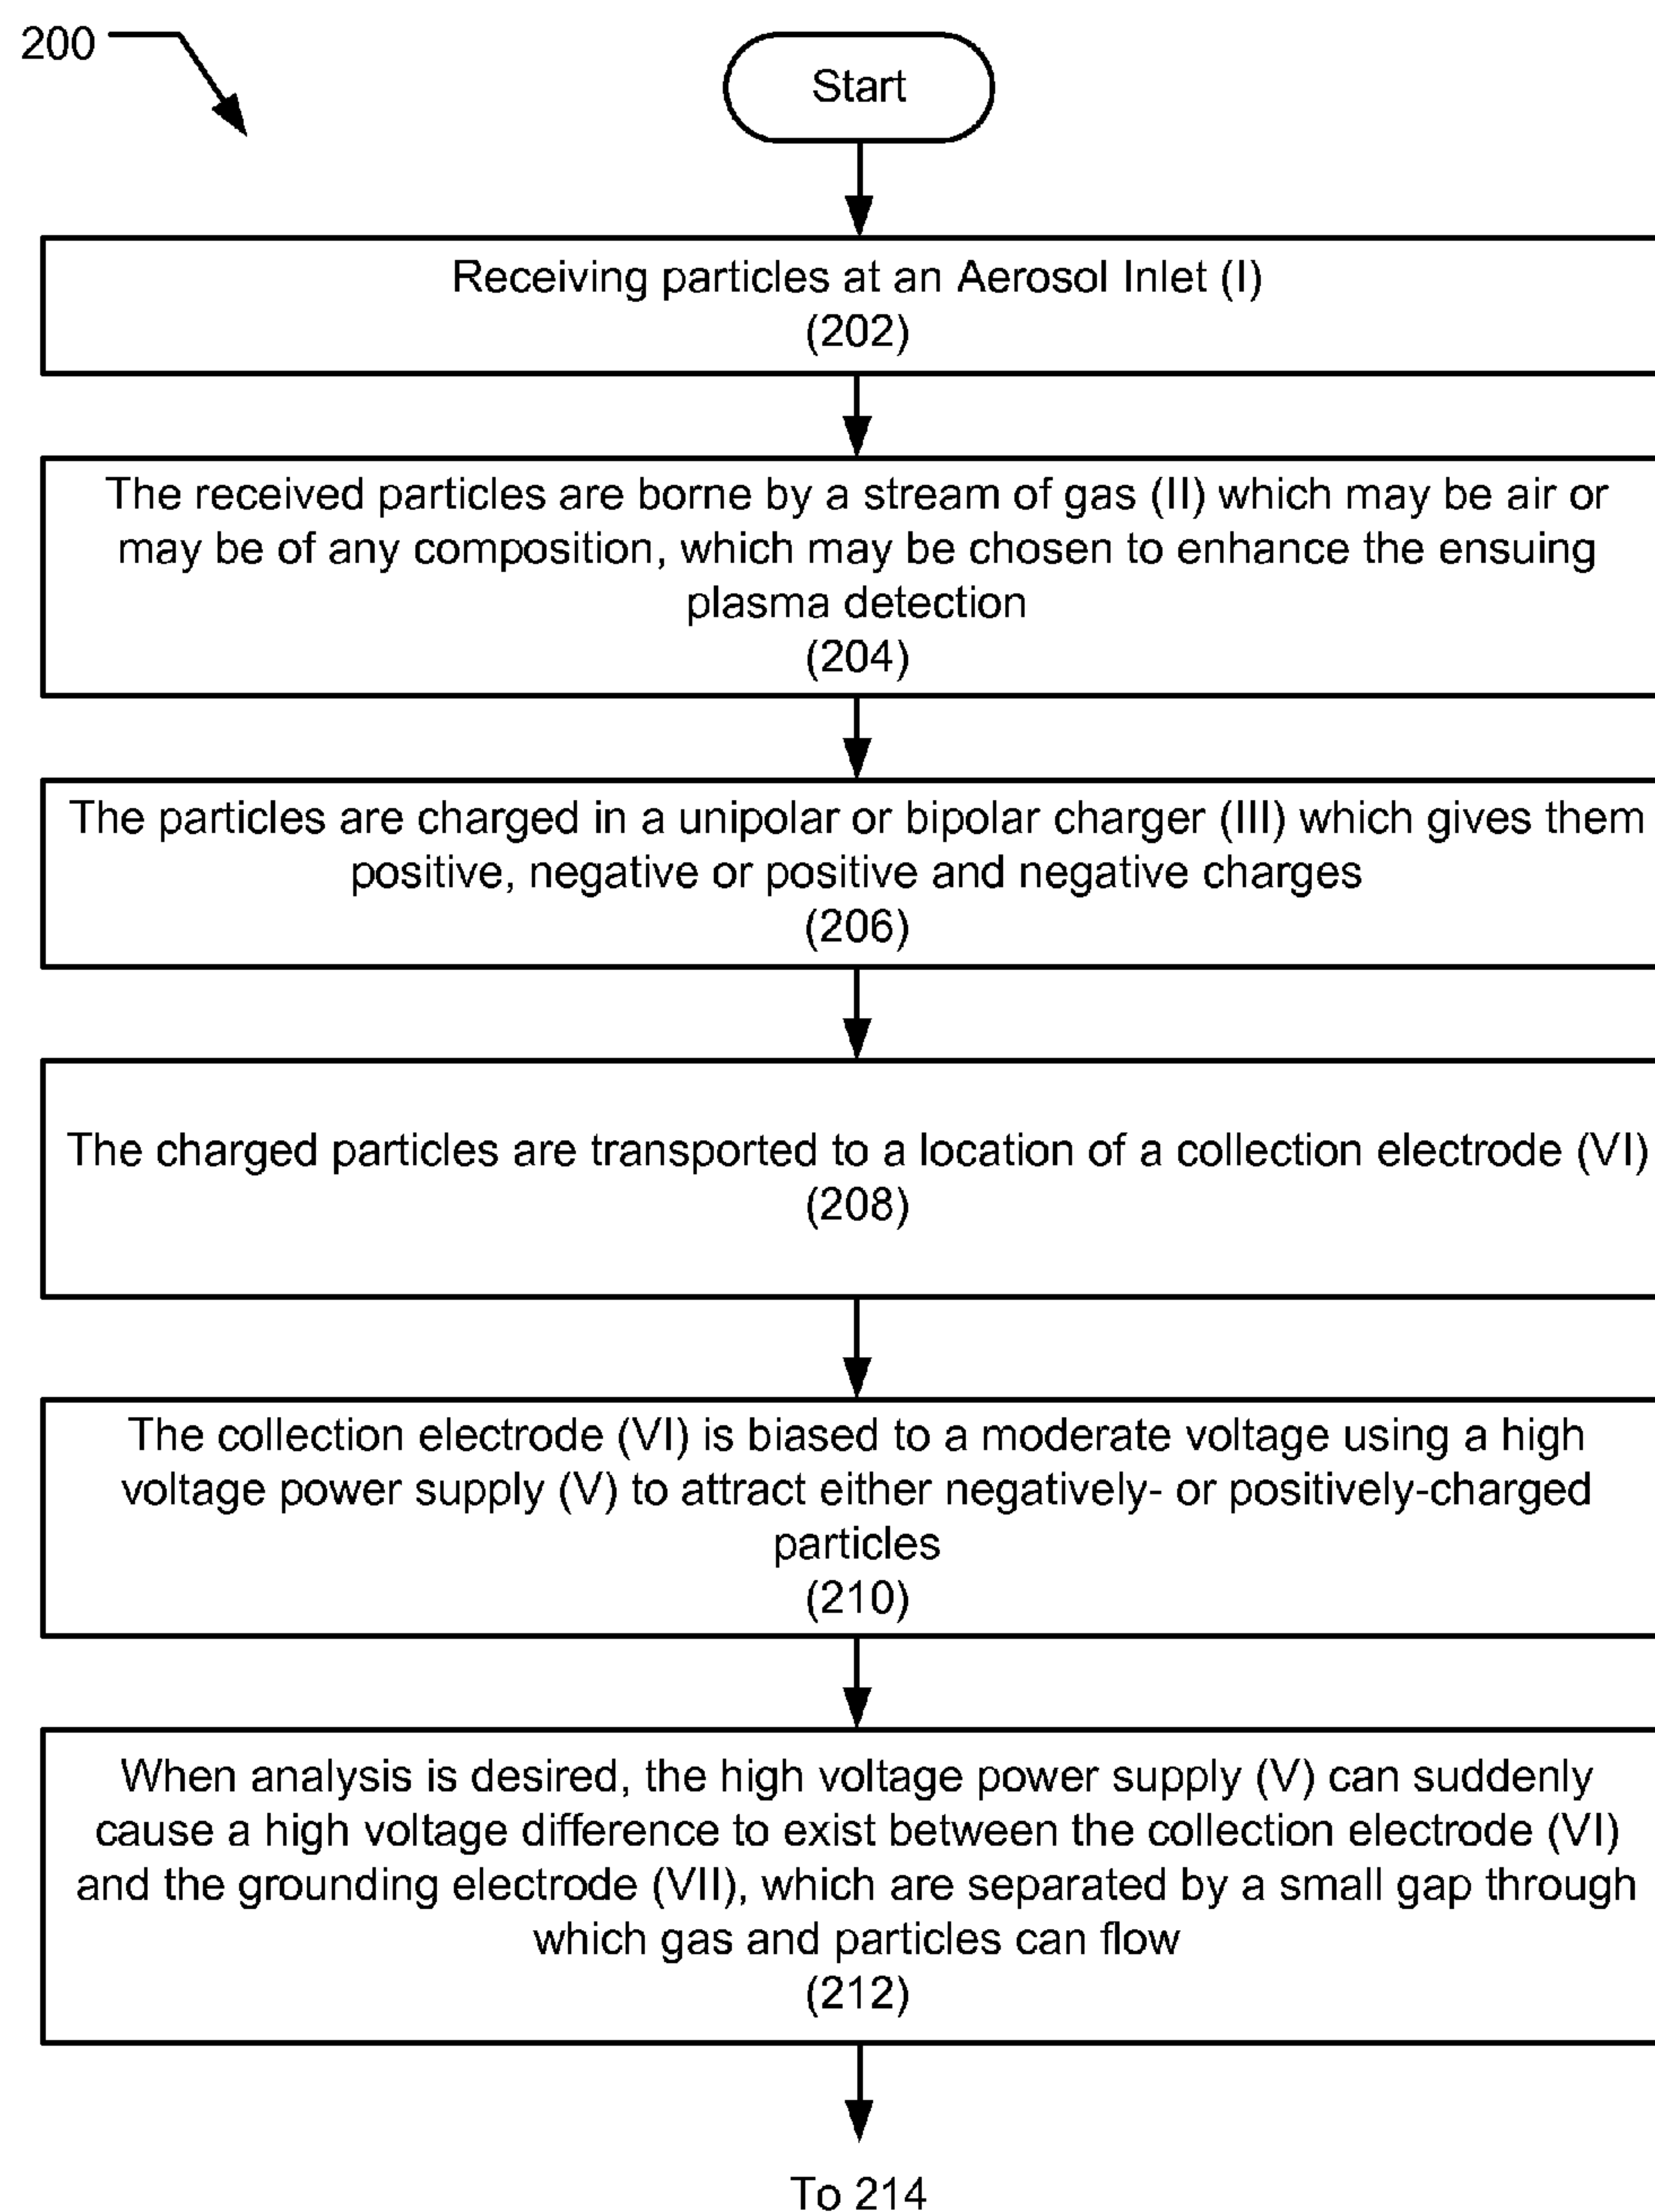 200
Start
Receiving particles at an Aerosol Inlet (I)
(202)
The received particles are borne by a stream of gas (II) which may be air or
may be of any composition, which may be chosen to enhance the ensuing
plasma detection
(204)
The particles are charged in a unipolar or bipolar charger (III) which gives them
positive, negative or positive and negative charges
(206)
The charged particles are transported to a location of a collection electrode (VI)
(208)
The collection electrode (VI) is biased to a moderate voltage using a high
voltage power supply (V) to attract either negatively- or positively-charged
particles
(210)
When analysis is desired, the high voltage power supply (V) can suddenly
cause a high voltage difference to exist between the collection electrode (VI)
and the grounding electrode (VII), which are separated by a small gap through
which gas and particles can flow
(212)
To 214